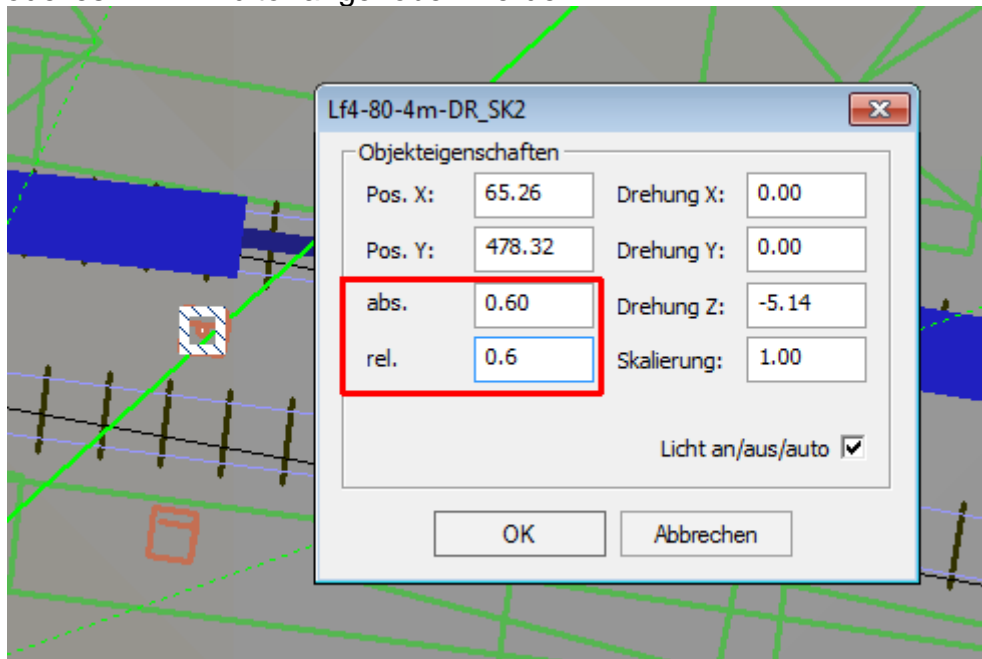 Lf4-80-4m-DR_SK2
Objekteigenschaften
Pos. X: 65.26 Drehung X: 0.00
Pos. Y: 478.32 Drehung Y: 0.00
abs. 0.60 Drehung Z: -5.14
rel. 0.6 Skalierung: 1.00
Licht an/aus/auto
OK Abbrechen